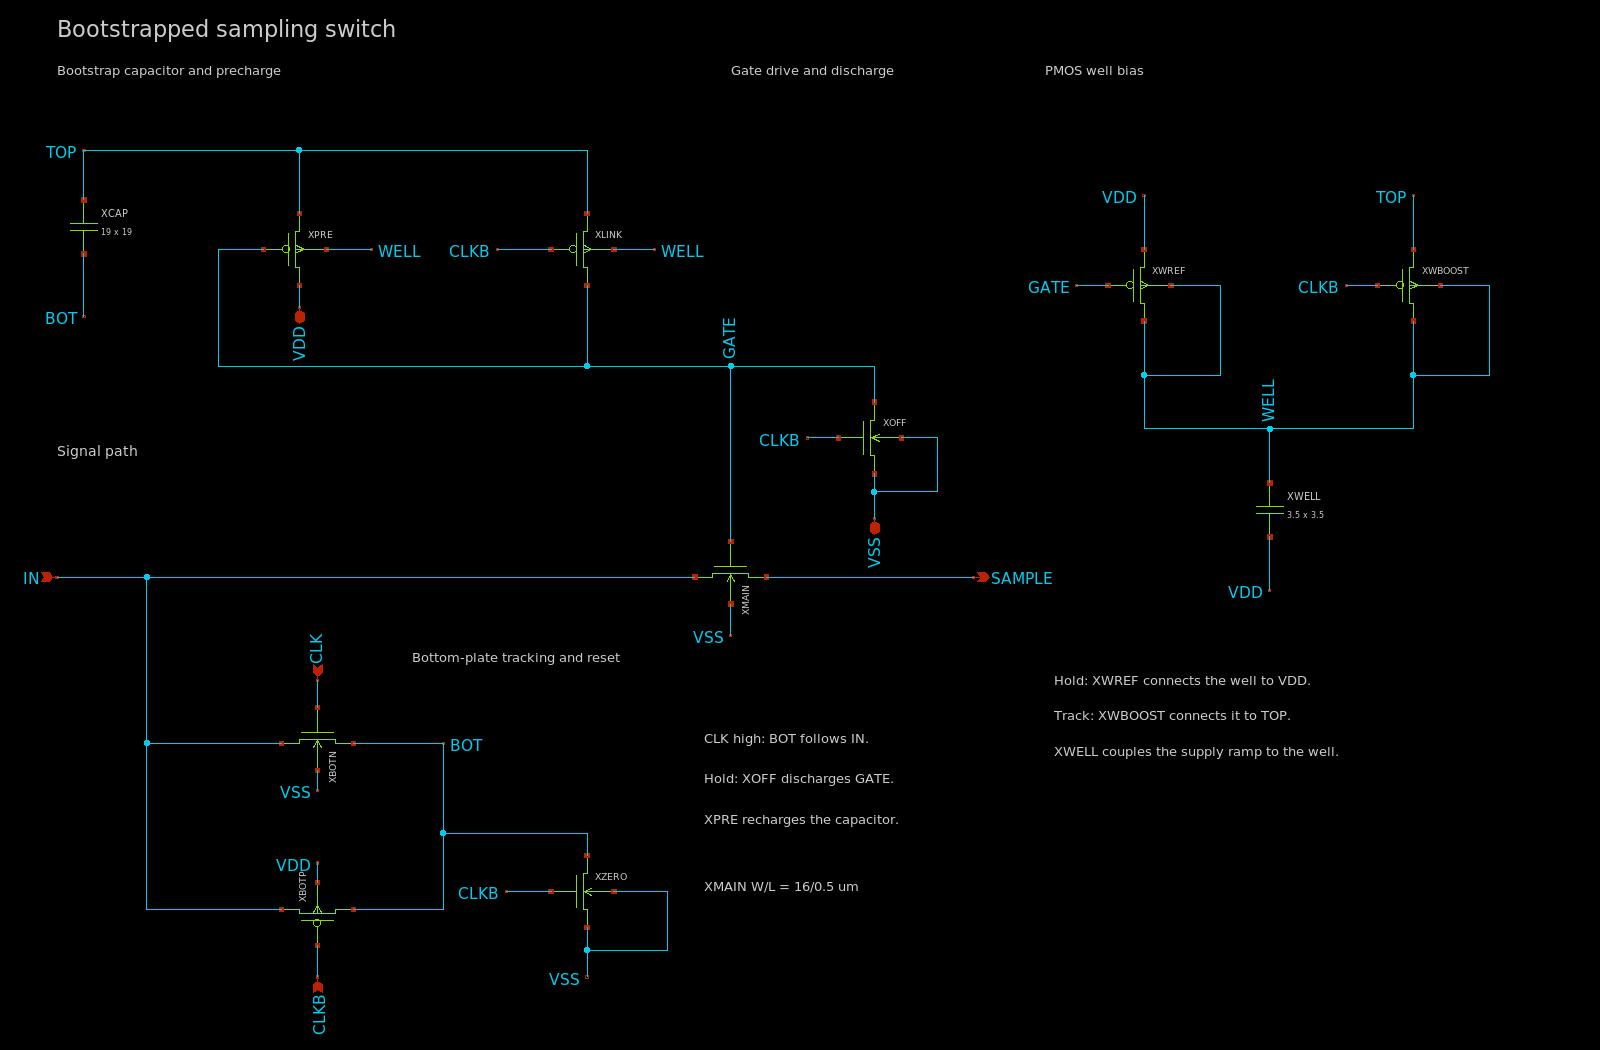 Bootstrapped sampling switch
Bootstrap capacitor and precharge
Gate drive and discharge
PMOS well bias
TOP
XCAP
19 x 19
BOT
XPRE
WELL
VDD
CLKB
XLINK
WELL
GATE
CLKB
XOFF
VSS
VDD
GATE
XWREF
TOP
CLKB
XWBOOST
WELL
XWELL
3.5 x 3.5
VDD
Signal path
IN
XMAIN
VSS
SAMPLE
Bottom-plate tracking and reset
CLK
XBOTN
BOT
VSS
VDD
XBOTP
CLKB
CLKB
XZERO
VSS
CLK high: BOT follows IN.
Hold: XOFF discharges GATE.
XPRE recharges the capacitor.
XMAIN W/L = 16/0.5 um
Hold: XWREF connects the well to VDD.
Track: XWBOOST connects it to TOP.
XWELL couples the supply ramp to the well.